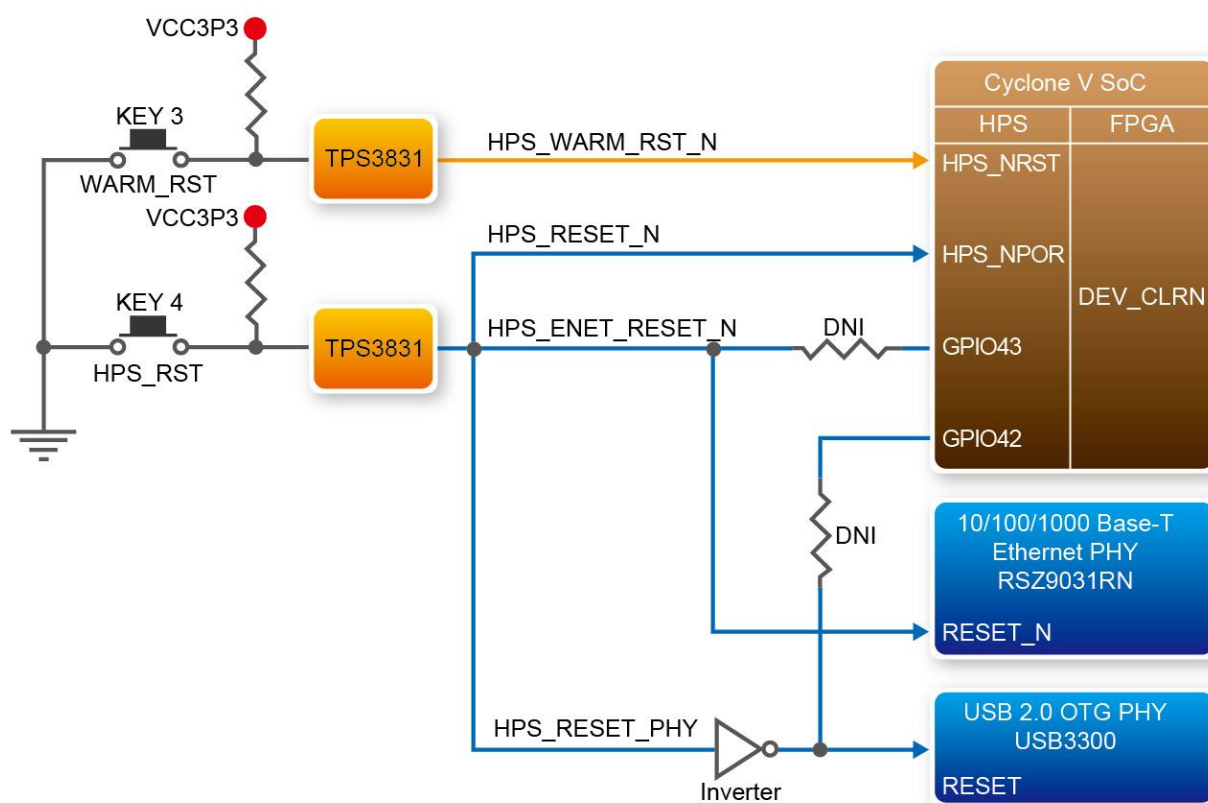 VCC3P3
KEY 3
WARM_RST
TPS3831
HPS_WARM_RST_N
VCC3P3
KEY 4
HPS_RST
TPS3831
HPS_RESET_N
HPS_ENET_RESET_N
DNI
DNI
HPS_RESET_PHY
Inverter
Cyclone V SoC
HPS
FPGA
HPS_NRST
HPS_NPOR
DEV_CLRN
GPIO43
GPIO42
10/100/1000 Base-T
Ethernet PHY
RSZ9031RN
RESET_N
USB 2.0 OTG PHY
USB3300
RESET